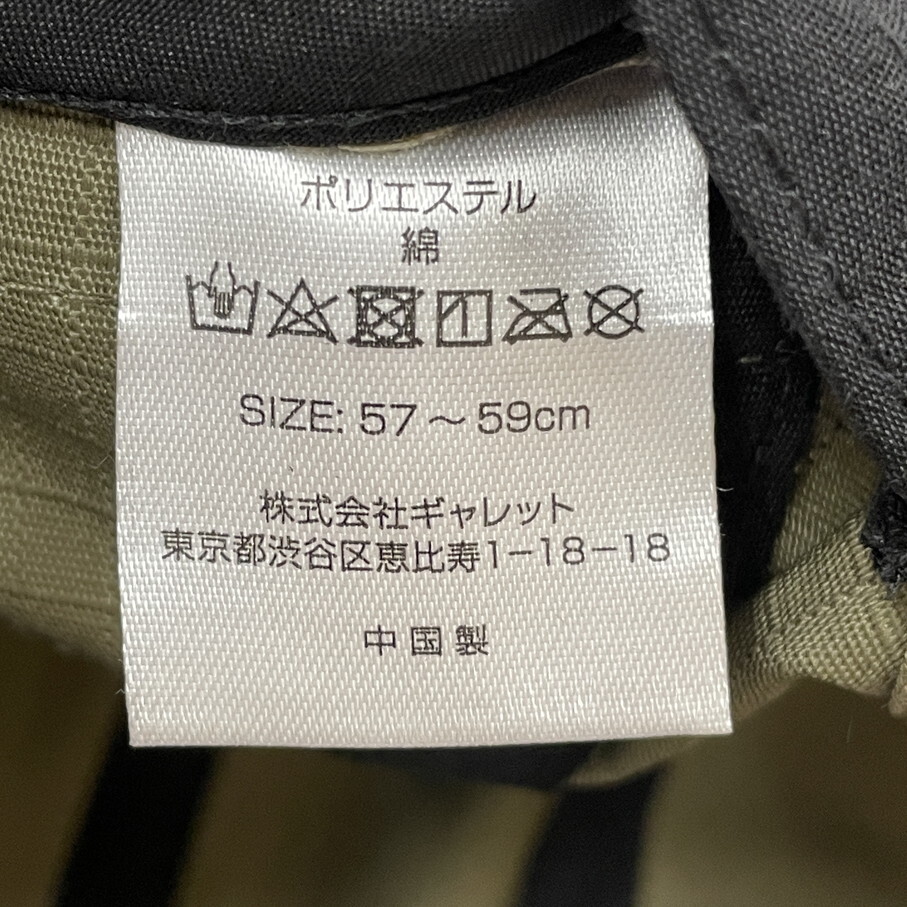 ポリエステル
綿
SIZE: 57～59cm
株式会社ギャレット
東京都渋谷区恵比寿1-18-18
中国製